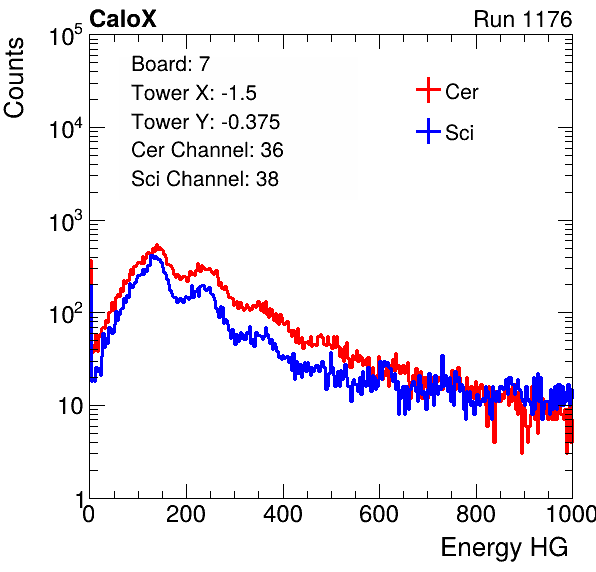 CaloX Run 1176
Counts
10^5
10^4
10^3
10^2
10
1
Board: 7
Tower X: -1.5
Tower Y: -0.375
Cer Channel: 36
Sci Channel: 38
Cer
Sci
0 200 400 600 800 1000
Energy HG